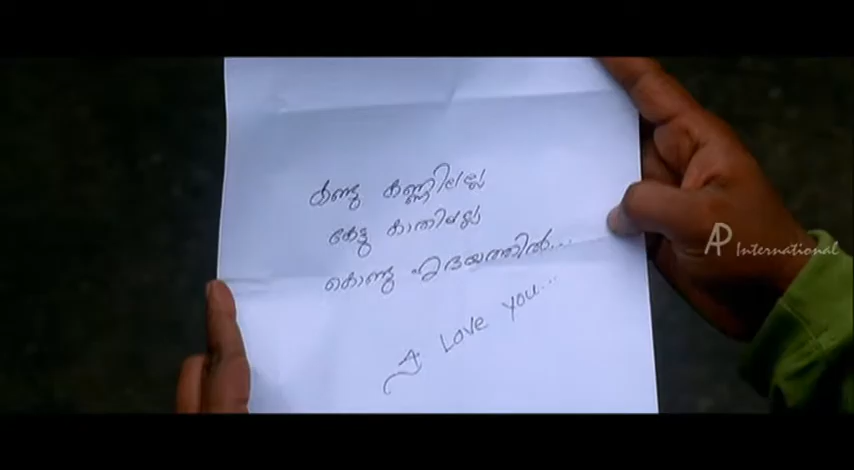 കണ്ടു കണ്ണിലല്ല
കേട്ടു കാതിലല്ല
കൊണ്ടു ഹൃദയത്തിൽ...
I Love you...
AP International